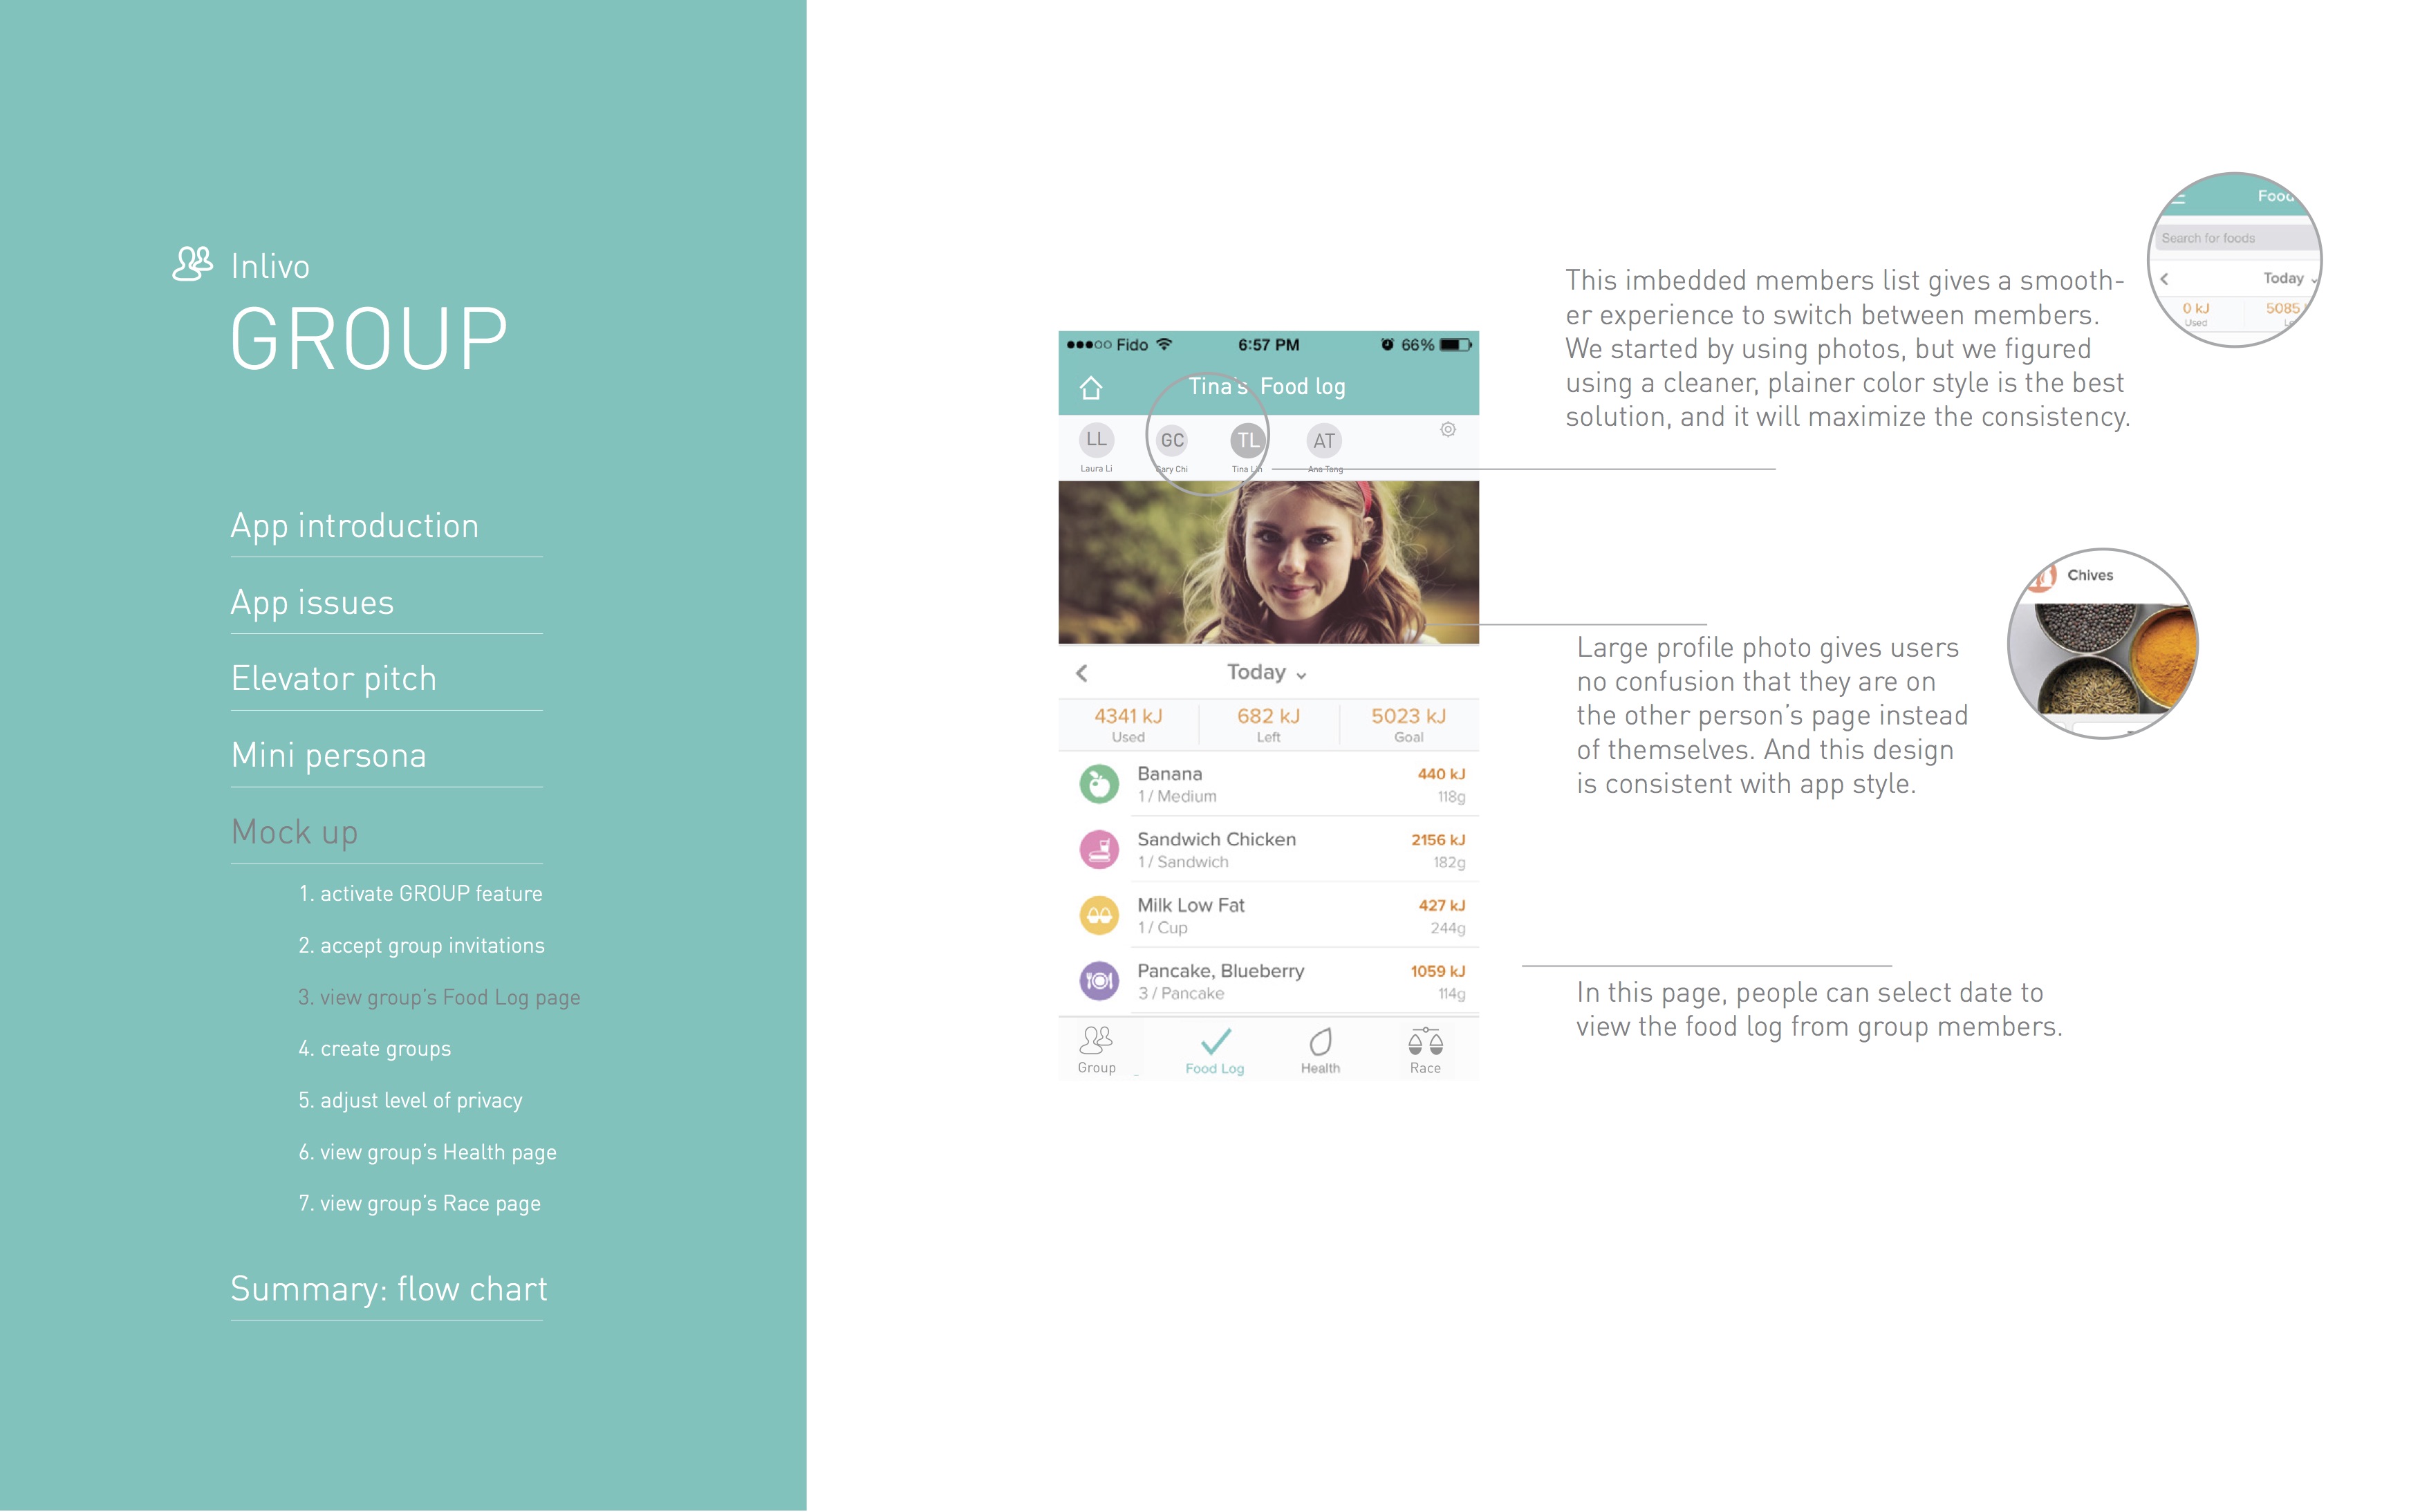 Inlivo
GROUP
App introduction
App issues
Elevator pitch
Mini persona
Mock up
1. activate GROUP feature
2. accept group invitations
3. view group's Food Log page
4. create groups
5. adjust level of privacy
6. view group's Health page
7. view group's Race page
Summary: flow chart
Fido 6:57 PM 66%
Tina's Food log
LL GC TL AT
Laura Li Gary Chi Tina Lin Ana Tang
Today
4341 kJ 682 kJ 5023 kJ
Used Left Goal
Banana 440 kJ
1 / Medium 118g
Sandwich Chicken 2156 kJ
1 / Sandwich 182g
Milk Low Fat 427 kJ
1 / Cup 244g
Pancake, Blueberry 1059 kJ
3 / Pancake 114g
Group Food Log Health Race
This imbedded members list gives a smooth-
er experience to switch between members.
We started by using photos, but we figured
using a cleaner, plainer color style is the best
solution, and it will maximize the consistency.
Food
Search for foods
Today
0 kJ 5085
Used
Large profile photo gives users
no confusion that they are on
the other person's page instead
of themselves. And this design
is consistent with app style.
Chives
In this page, people can select date to
view the food log from group members.